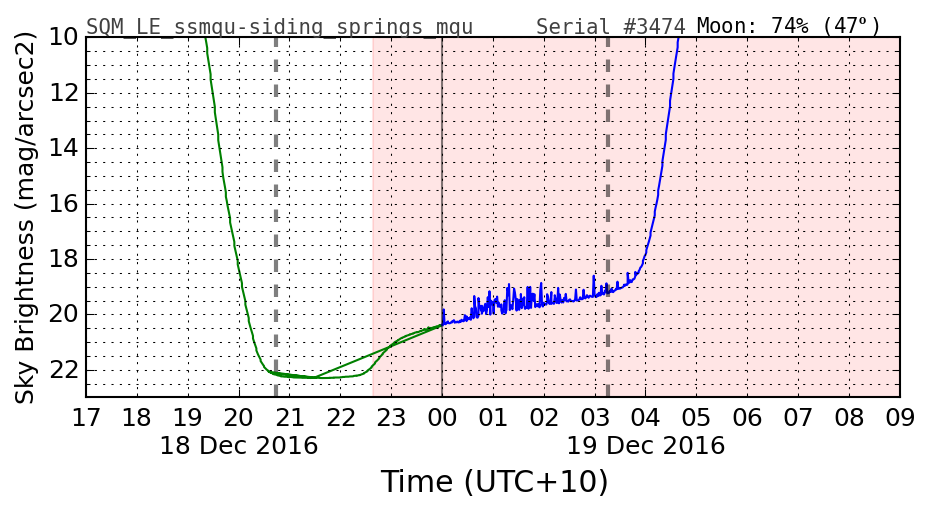 SQM_LE_ssmqu-siding_springs_mqu Serial #3474 Moon: 74% (47°)
Sky Brightness (mag/arcsec2)
10
12
14
16
18
20
22
17 18 19 20 21 22 23 00 01 02 03 04 05 06 07 08 09
18 Dec 2016 19 Dec 2016
Time (UTC+10)